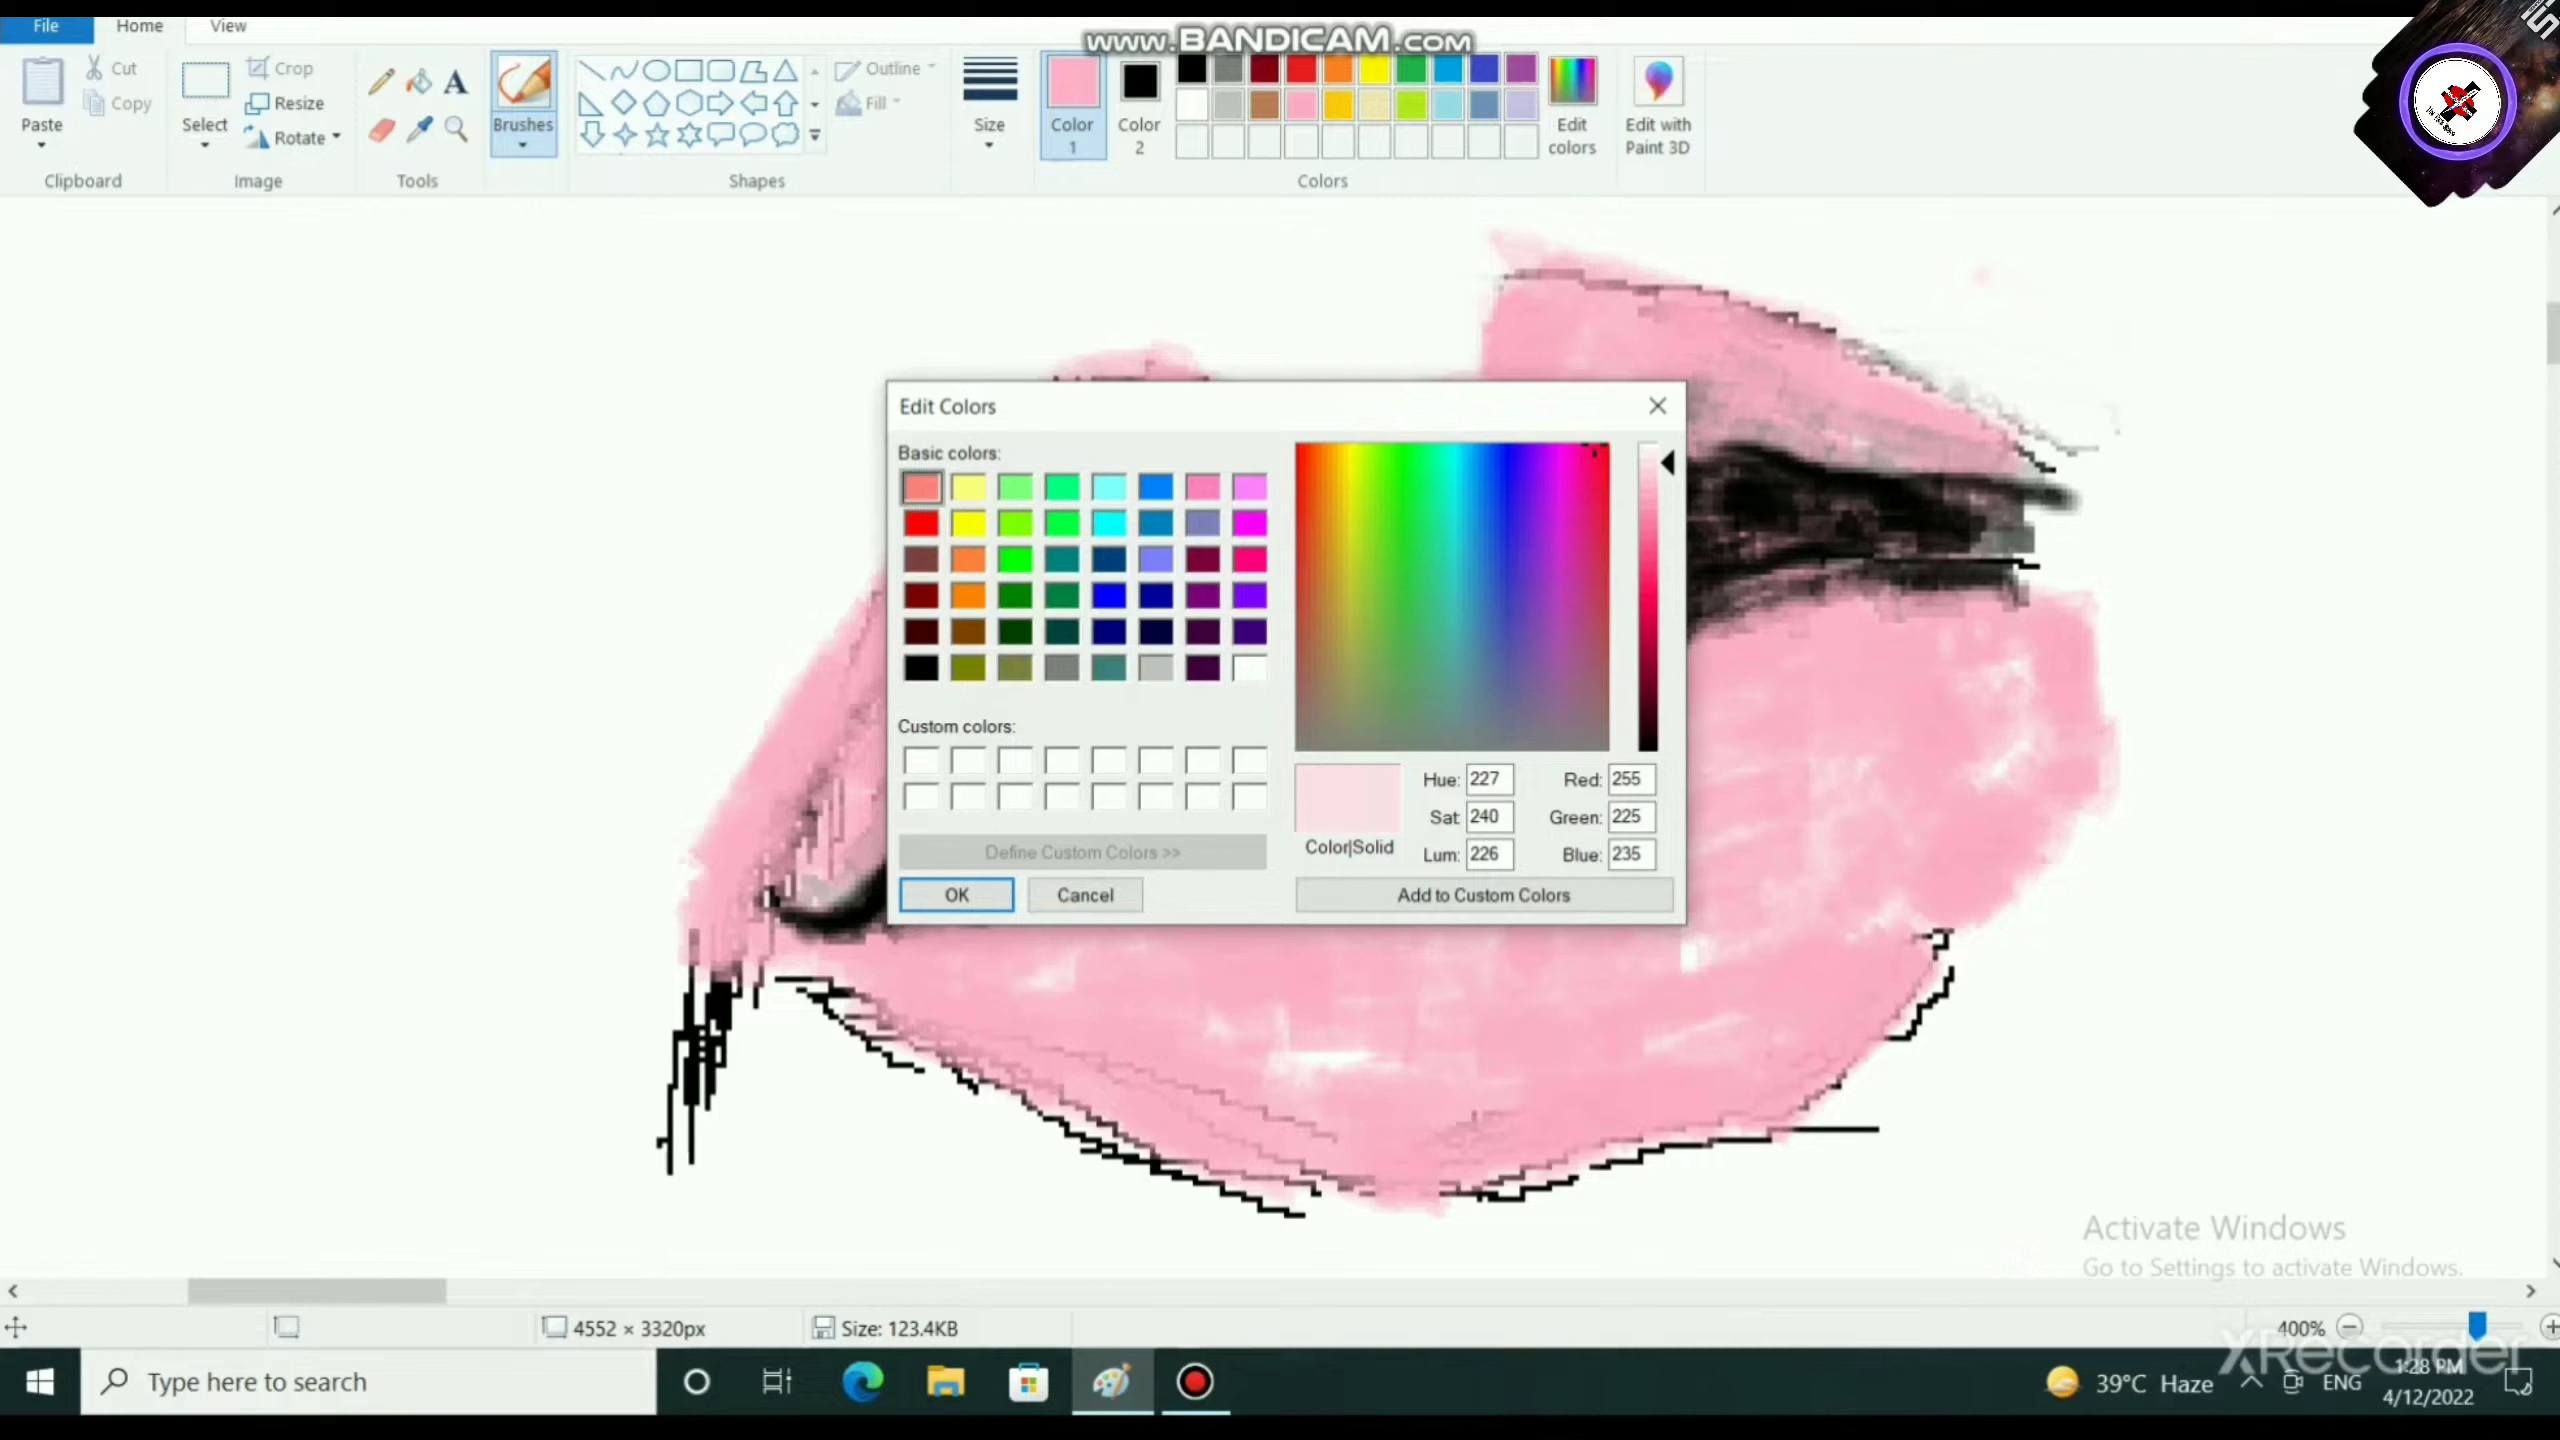 File Home View
www.BANDICAM.com
Paste
Cut
Copy
Clipboard
Select
Crop
Resize
Rotate
Image
A
Tools
Brushes
Outline
Fill
Shapes
Size
Color
1
Color
2
Edit
colors
Colors
Edit with
Paint 3D
Edit Colors
Basic colors:
Custom colors:
Define Custom Colors >>
OK Cancel
Color|Solid
Hue: 227 Red: 255
Sat: 240 Green: 225
Lum: 226 Blue: 235
Add to Custom Colors
Activate Windows
Go to Settings to activate Windows.
4552 × 3320px Size: 123.4KB 400%
XRecorder
Type here to search 39°C Haze ENG 1:28 PM
4/12/2022